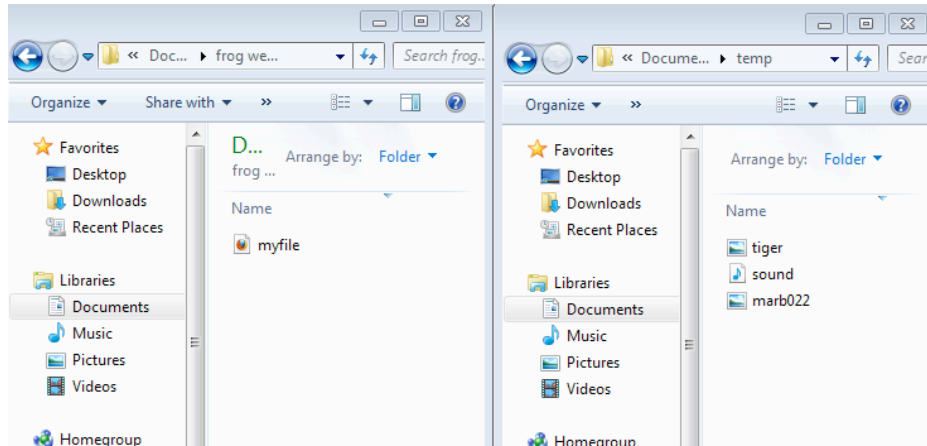 « Doc... frog we... Search frog..
Organize Share with »
Favorites
Desktop
Downloads
Recent Places
Libraries
Documents
Music
Pictures
Videos
Homegroup
D...
frog ...
Arrange by: Folder
Name
myfile
« Docume... temp Sear
Organize »
Favorites
Desktop
Downloads
Recent Places
Libraries
Documents
Music
Pictures
Videos
Homegroup
Arrange by: Folder
Name
tiger
sound
marb022